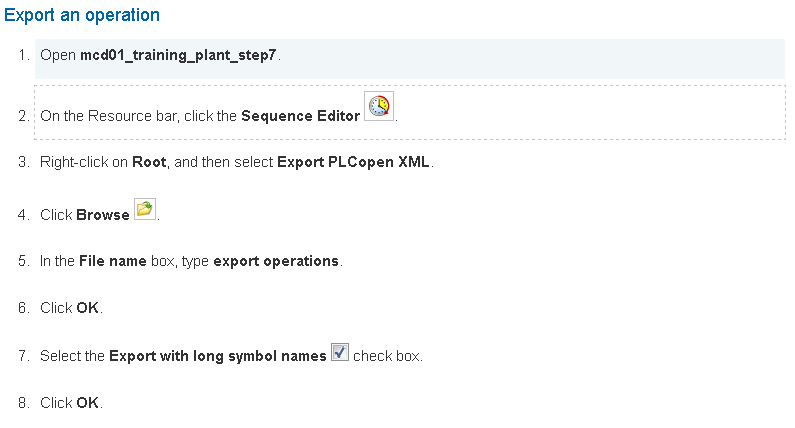 Export an operation
1. Open mcd01_training_plant_step7.
2. On the Resource bar, click the Sequence Editor .
3. Right-click on Root, and then select Export PLCopen XML.
4. Click Browse .
5. In the File name box, type export operations.
6. Click OK.
7. Select the Export with long symbol names check box.
8. Click OK.